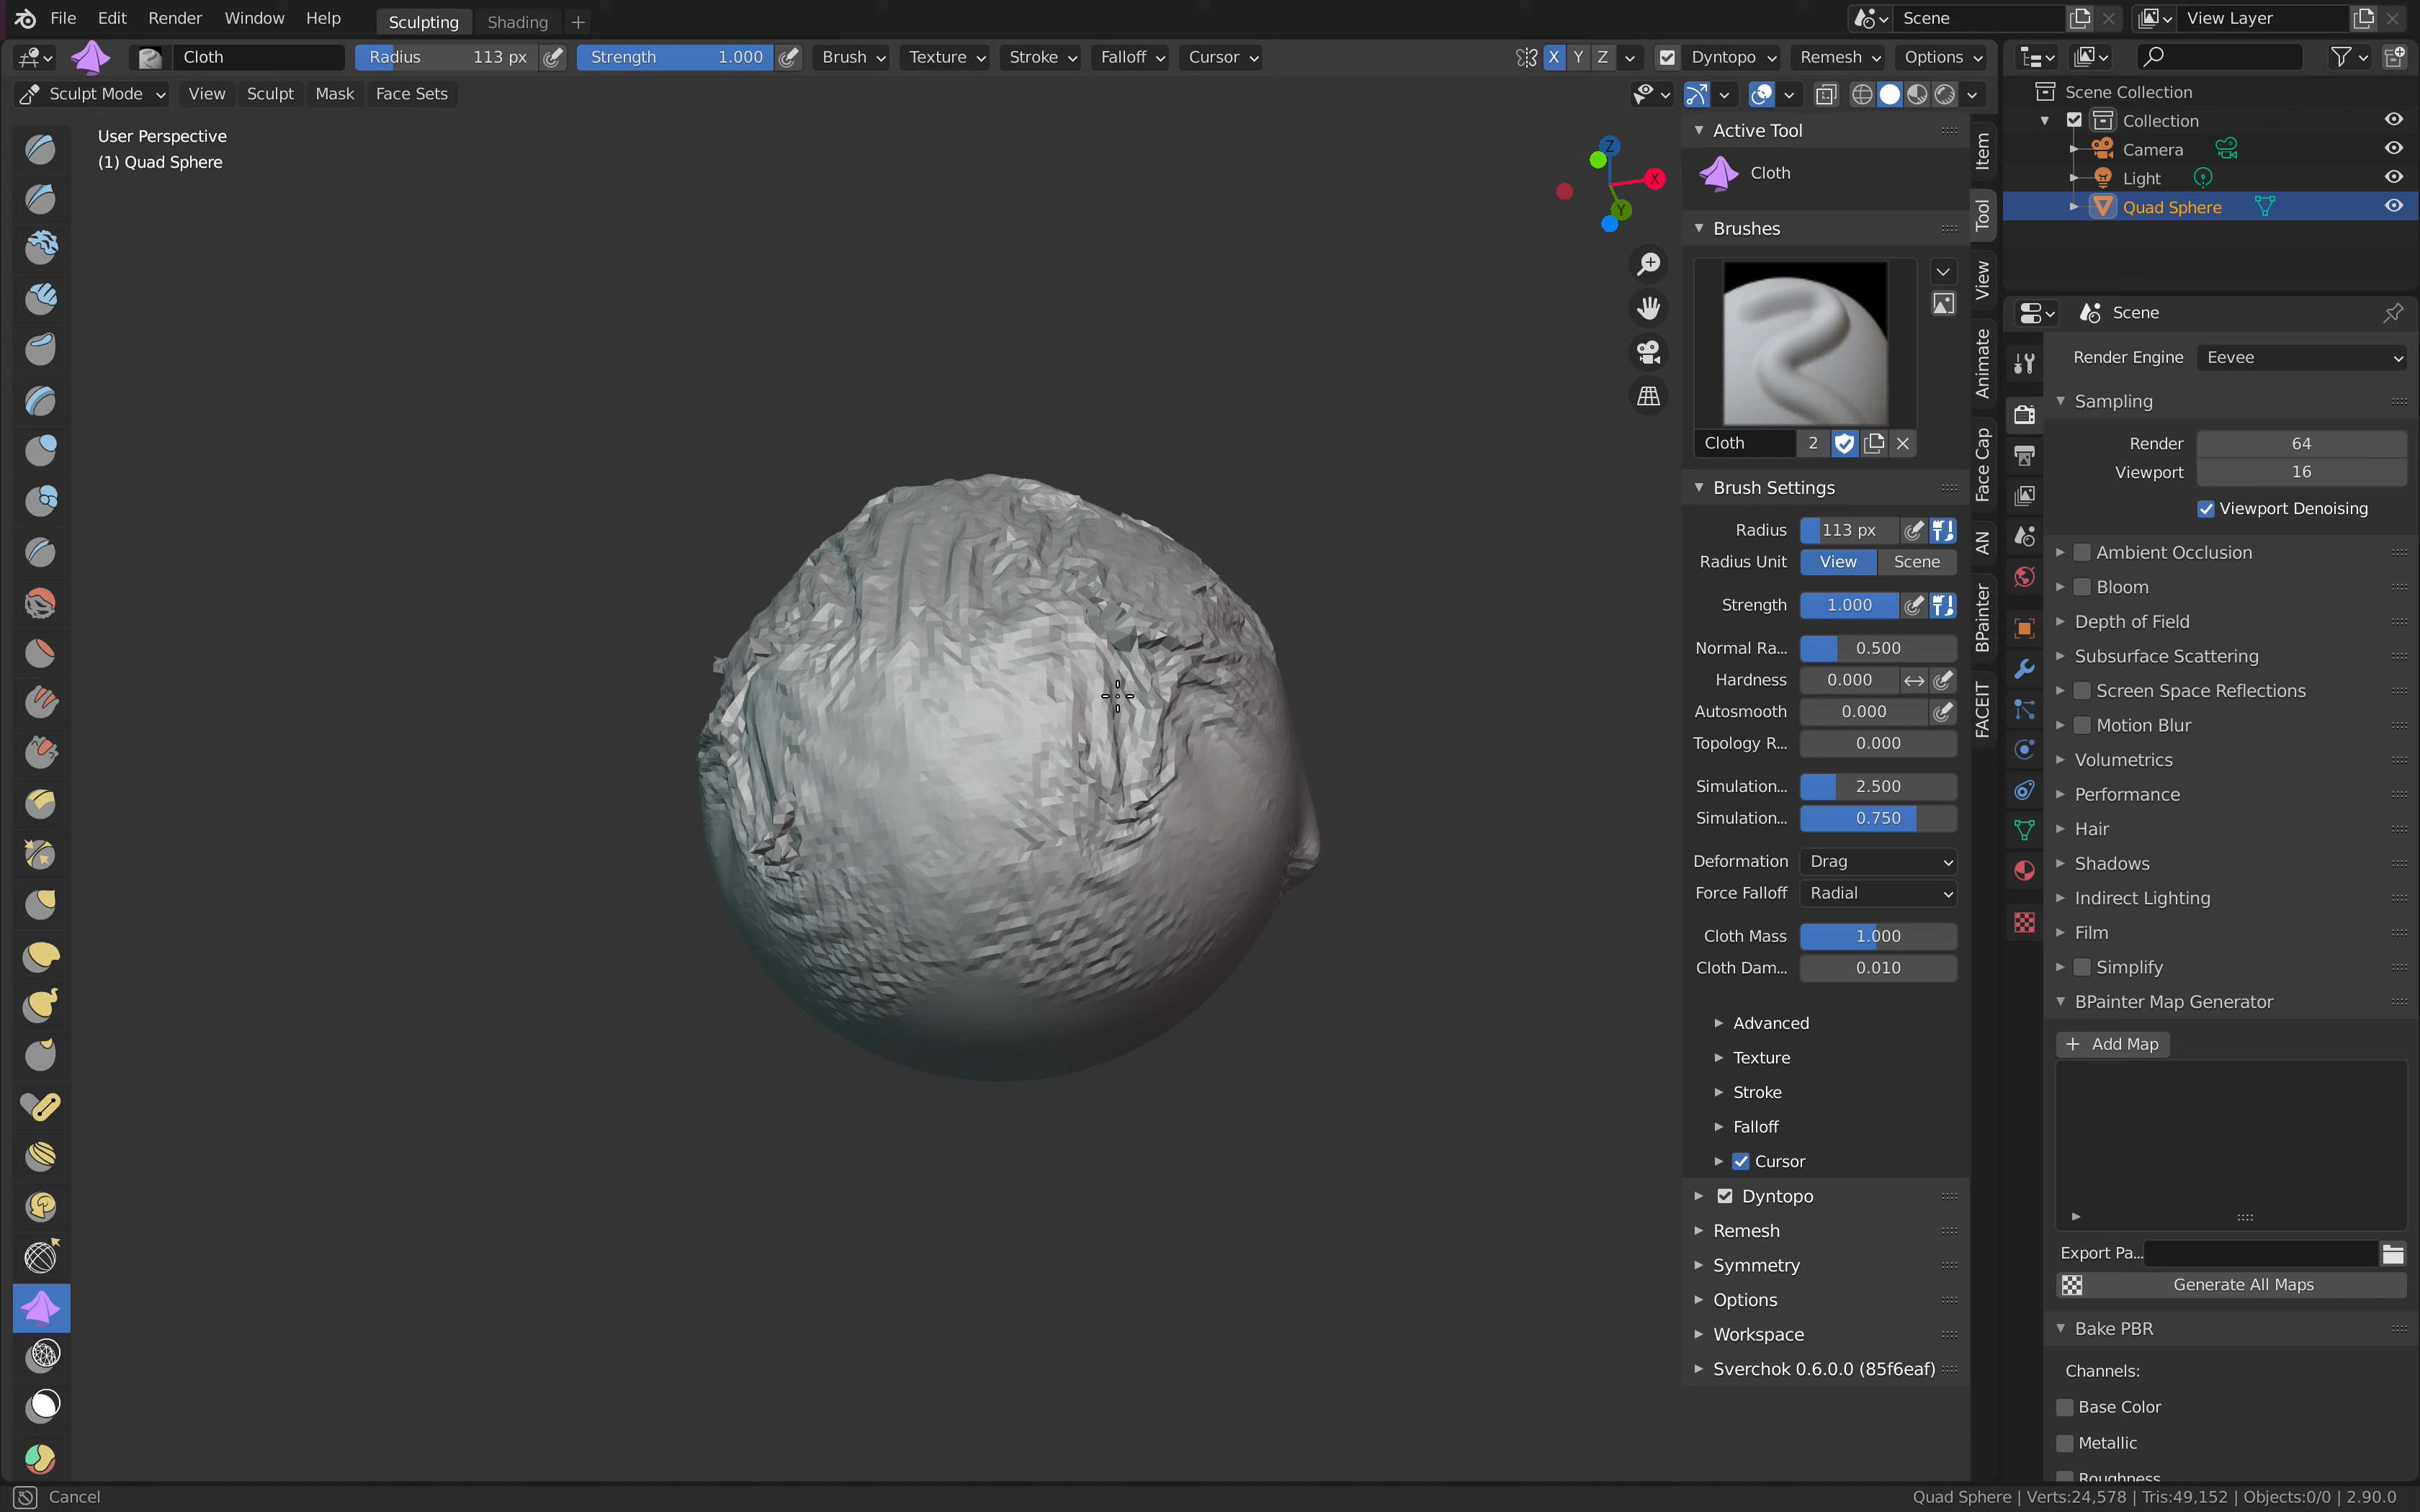 File Edit Render Window Help Sculpting Shading + Scene View Layer
Cloth Radius 113 px Strength 1.000 Brush Texture Stroke Falloff Cursor X Y Z Dyntopo Remesh Options
Sculpt Mode View Sculpt Mask Face Sets
User Perspective
(1) Quad Sphere
Z
X
Y
Active Tool
Cloth
Brushes
Cloth 2
Brush Settings
Radius 113 px
Radius Unit View Scene
Strength 1.000
Normal Ra... 0.500
Hardness 0.000
Autosmooth 0.000
Topology R... 0.000
Simulation... 2.500
Simulation... 0.750
Deformation Drag
Force Falloff Radial
Cloth Mass 1.000
Cloth Dam... 0.010
Advanced
Texture
Stroke
Falloff
Cursor
Dyntopo
Remesh
Symmetry
Options
Workspace
Sverchok 0.6.0.0 (85f6eaf)
Item
Tool
View
Animate
Face Cap
AN
BPainter
FACEIT
Scene Collection
Collection
Camera
Light
Quad Sphere
Scene
Render Engine Eevee
Sampling
Render 64
Viewport 16
Viewport Denoising
Ambient Occlusion
Bloom
Depth of Field
Subsurface Scattering
Screen Space Reflections
Motion Blur
Volumetrics
Performance
Hair
Shadows
Indirect Lighting
Film
Simplify
BPainter Map Generator
+ Add Map
Export Pa...
Generate All Maps
Bake PBR
Channels:
Base Color
Metallic
Roughness
Cancel
Quad Sphere | Verts:24,578 | Tris:49,152 | Objects:0/0 | 2.90.0